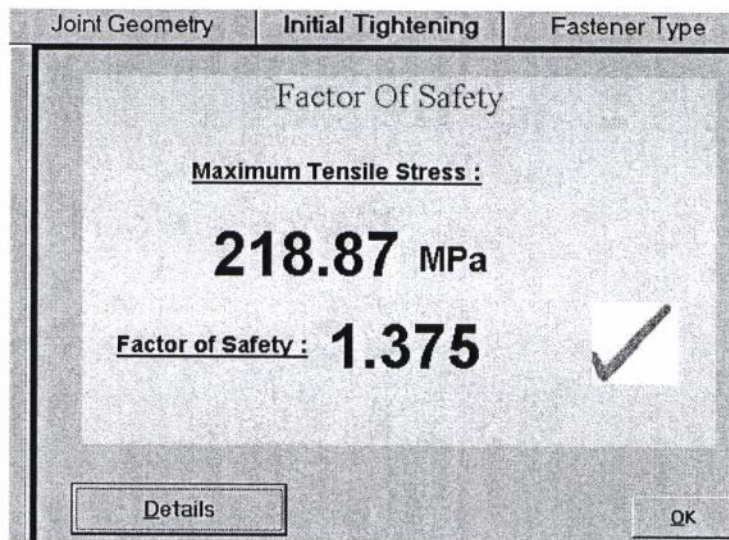 Joint Geometry Initial Tightening Fastener Type
Factor Of Safety
Maximum Tensile Stress :
218.87 MPa
Factor of Safety : 1.375
Details
OK